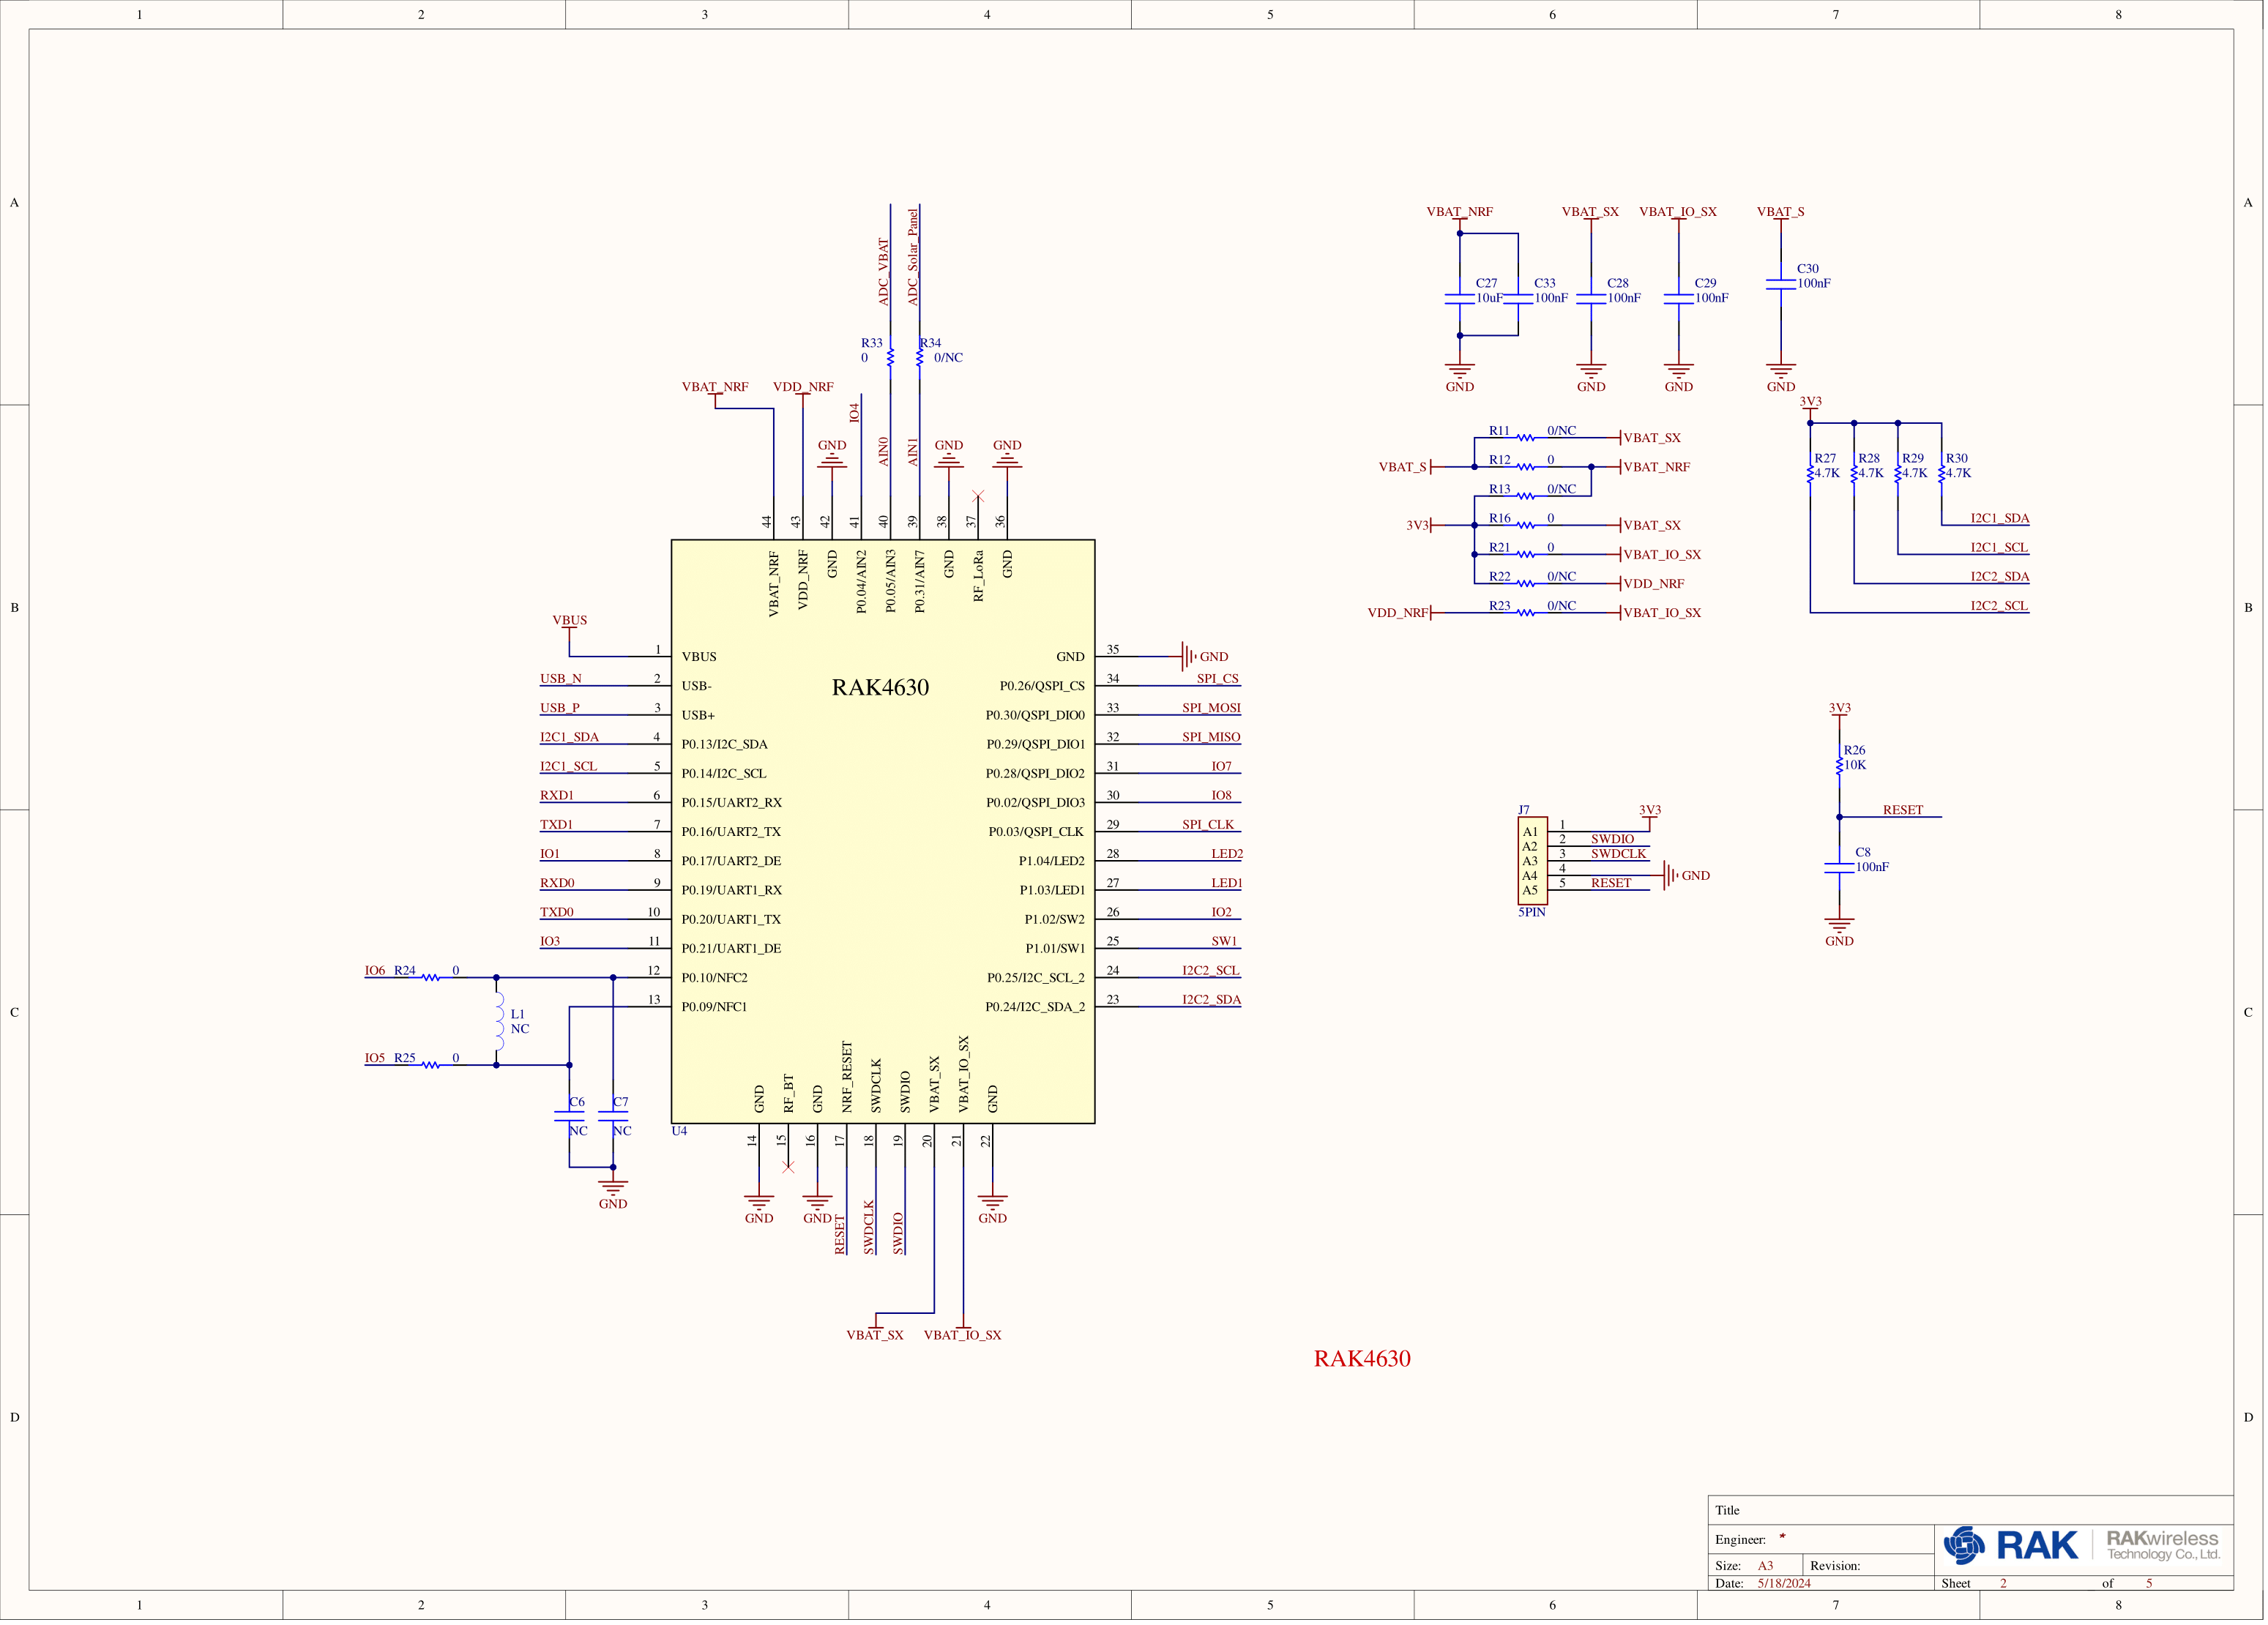 1 2 3 4 5 6 7 8
A A
ADC_VBAT
ADC_Solar_Panel
VBAT_NRF VBAT_SX VBAT_IO_SX VBAT_S
C27
10uF
C33
100nF
C28
100nF
C29
100nF
C30
100nF
GND GND GND GND
R33
0
R34
0/NC
VBAT_NRF VDD_NRF
IO4
AIN0
AIN1
GND GND GND
44 43 42 41 40 39 38 37 36
VBAT_NRF
VDD_NRF
GND
P0.04/AIN2
P0.05/AIN3
P0.31/AIN7
GND
RF_LoRa
GND
R11 0/NC VBAT_SX
VBAT_S R12 0 VBAT_NRF
R13 0/NC
3V3 R16 0 VBAT_SX
R21 0 VBAT_IO_SX
R22 0/NC VDD_NRF
VDD_NRF R23 0/NC VBAT_IO_SX
3V3
R27
4.7K
R28
4.7K
R29
4.7K
R30
4.7K
I2C1_SDA
I2C1_SCL
I2C2_SDA
I2C2_SCL
B B
VBUS
RAK4630
1 VBUS
USB_N 2 USB-
USB_P 3 USB+
I2C1_SDA 4 P0.13/I2C_SDA
I2C1_SCL 5 P0.14/I2C_SCL
RXD1 6 P0.15/UART2_RX
TXD1 7 P0.16/UART2_TX
IO1 8 P0.17/UART2_DE
RXD0 9 P0.19/UART1_RX
TXD0 10 P0.20/UART1_TX
IO3 11 P0.21/UART1_DE
IO6 R24 0 12 P0.10/NFC2
13 P0.09/NFC1
GND 35 GND
P0.26/QSPI_CS 34 SPI_CS
P0.30/QSPI_DIO0 33 SPI_MOSI
P0.29/QSPI_DIO1 32 SPI_MISO
P0.28/QSPI_DIO2 31 IO7
P0.02/QSPI_DIO3 30 IO8
P0.03/QSPI_CLK 29 SPI_CLK
P1.04/LED2 28 LED2
P1.03/LED1 27 LED1
P1.02/SW2 26 IO2
P1.01/SW1 25 SW1
P0.25/I2C_SCL_2 24 I2C2_SCL
P0.24/I2C_SDA_2 23 I2C2_SDA
3V3
R26
10K
RESET
C8
100nF
GND
J7
3V3
A1 1
A2 2 SWDIO
A3 3 SWDCLK
A4 4 GND
A5 5 RESET
5PIN
C C
L1
NC
IO5 R25 0
C6
NC
C7
NC
GND
GND
RF_BT
GND
NRF_RESET
SWDCLK
SWDIO
VBAT_SX
VBAT_IO_SX
GND
U4
14 15 16 17 18 19 20 21 22
GND GND GND
RESET
SWDCLK
SWDIO
VBAT_SX VBAT_IO_SX
RAK4630
D D
Title
Engineer: *
Size: A3 Revision:
Date: 5/18/2024 Sheet 2 of 5
RAK
RAKwireless
Technology Co., Ltd.
1 2 3 4 5 6 7 8